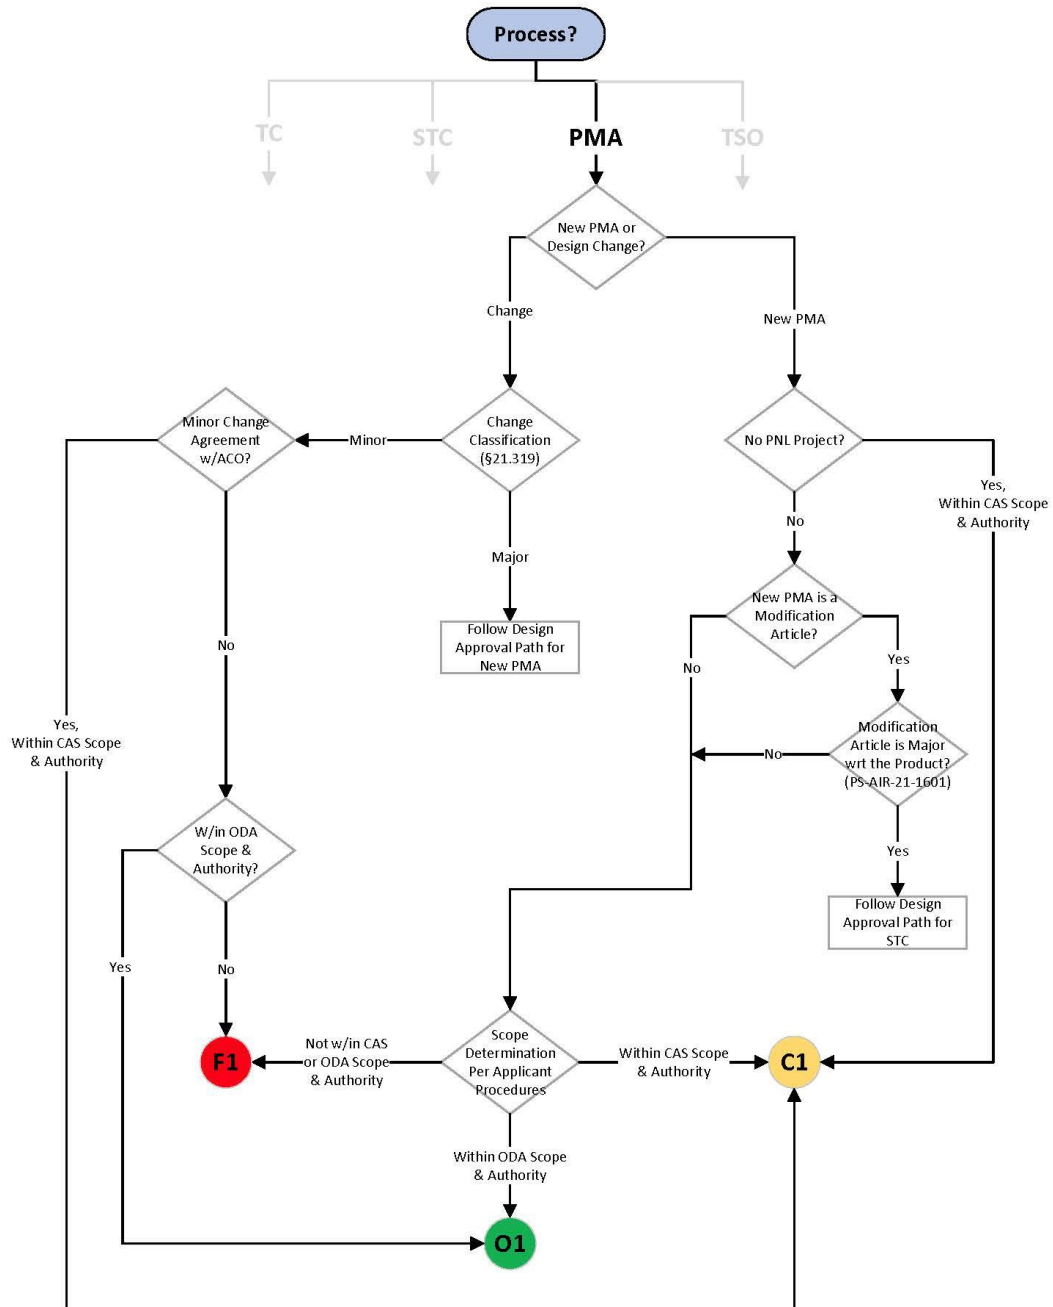 Process?
TC
STC
PMA
TSO
New PMA or
Design Change?
Change
New PMA
Minor Change
Agreement
w/ACO?
Minor
Change
Classification
(§21.319)
No PNL Project?
Yes,
Within CAS Scope
& Authority
No
Major
New PMA is a
Modification
Article?
Follow Design
Approval Path for
New PMA
No
No
Yes
Yes,
Within CAS Scope
& Authority
Modification
Article is Major
wrt the Product?
(PS-AIR-21-1601)
No
W/in ODA
Scope &
Authority?
Yes
Follow Design
Approval Path for
STC
Yes
No
F1
Not w/in CAS
or ODA Scope
& Authority
Scope
Determination
Per Applicant
Procedures
Within CAS Scope
& Authority
C1
Within ODA Scope
& Authority
O1